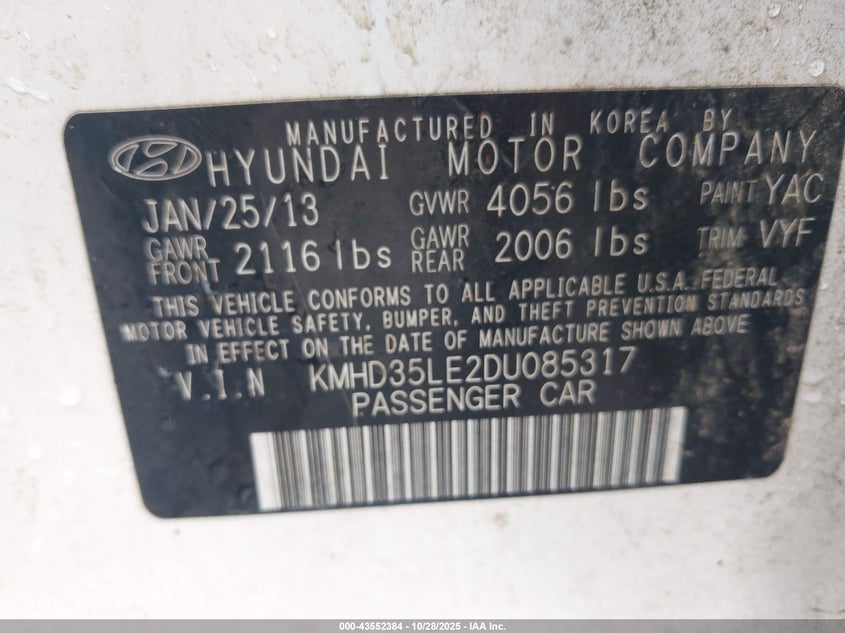 MANUFACTURED IN KOREA BY
HYUNDAI MOTOR COMPANY
JAN/25/13 GVWR 4056 lbs PAINT YAC
GAWR FRONT 2116 lbs GAWR REAR 2006 lbs TRIM VYF
THIS VEHICLE CONFORMS TO ALL APPLICABLE U.S.A. FEDERAL
MOTOR VEHICLE SAFETY, BUMPER, AND THEFT PREVENTION STANDARDS
IN EFFECT ON THE DATE OF MANUFACTURE SHOWN ABOVE
V.I.N KMHD35LE2DU085317
PASSENGER CAR
000-43552384 | 10/28/2025 - IAA Inc.